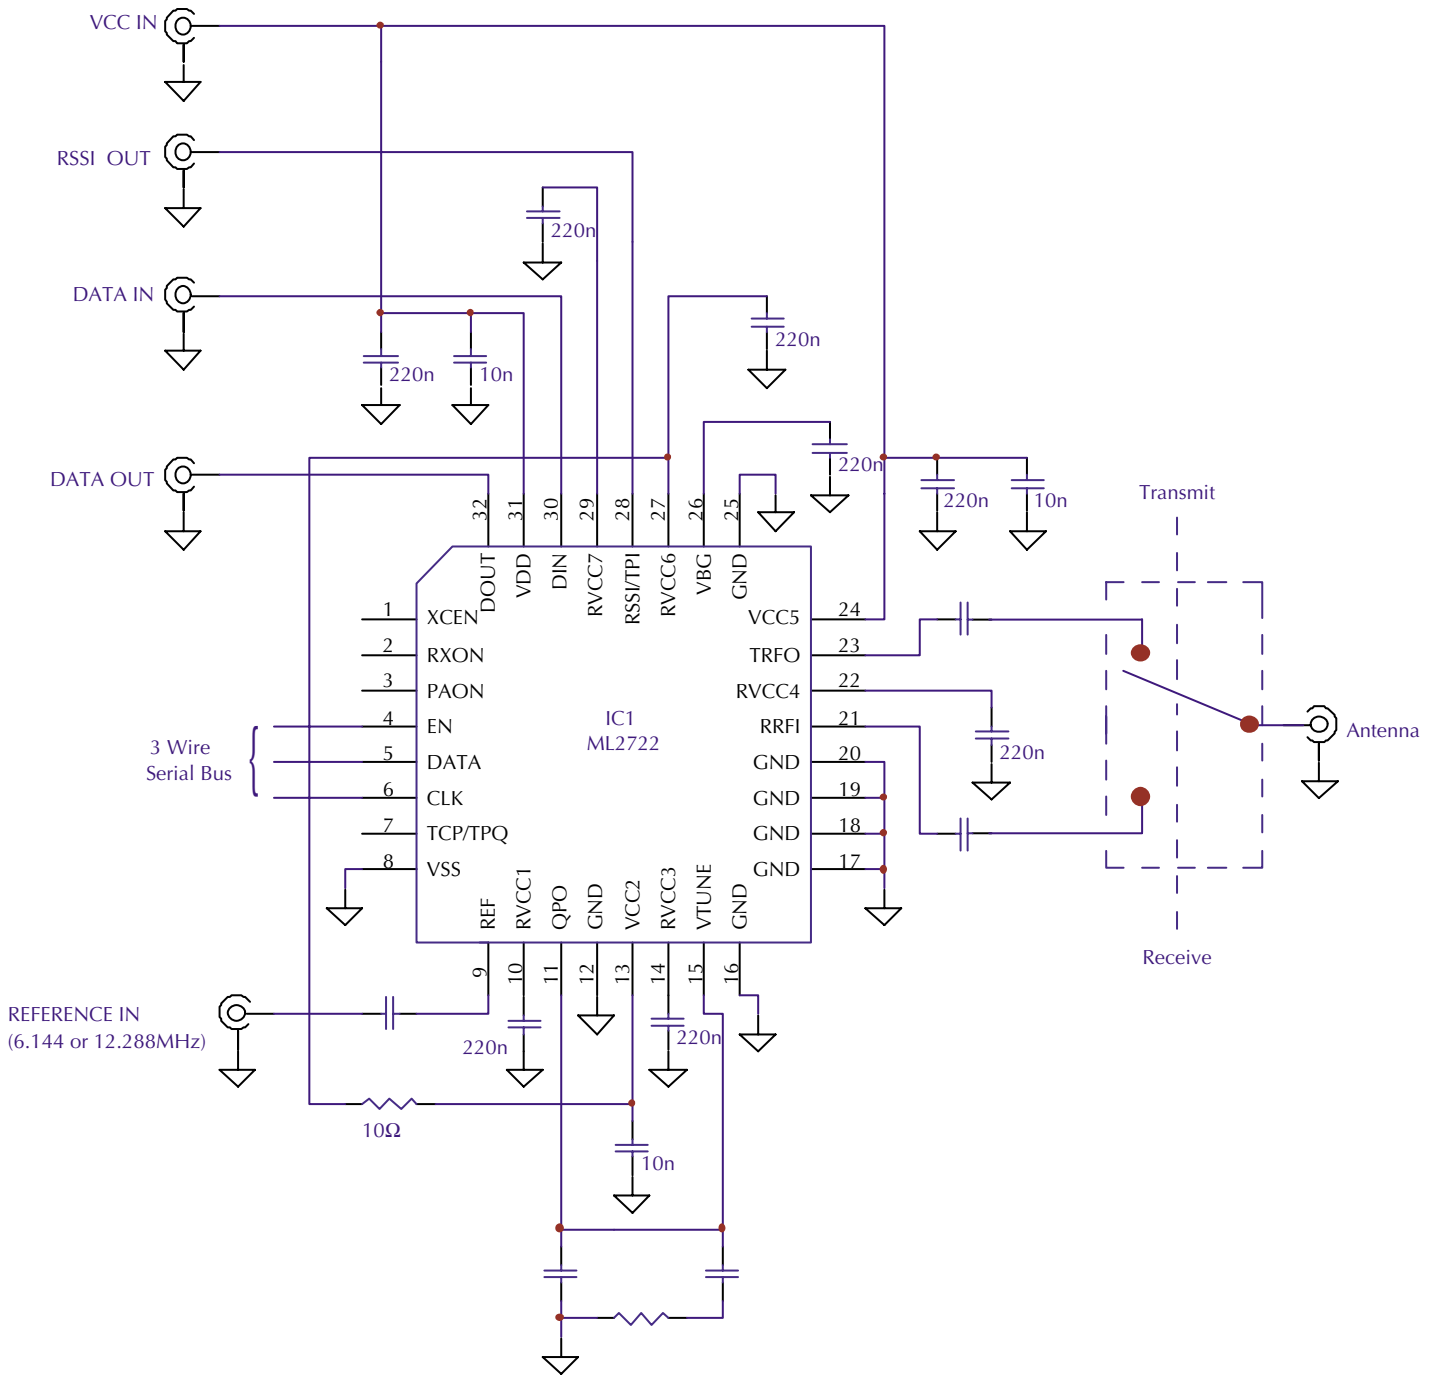 VCC IN
RSSI OUT
220n
DATA IN
220n
220n
10n
DATA OUT
220n
220n
10n
Transmit
32
31
30
29
28
27
26
25
DOUT
VDD
DIN
RVCC7
RSSI/TPI
RVCC6
VBG
GND
1 XCEN
2 RXON
3 PAON
4 EN
5 DATA
6 CLK
7 TCP/TPQ
8 VSS
3 Wire
Serial Bus
IC1
ML2722
VCC5 24
TRFO 23
RVCC4 22
RRFI 21
GND 20
GND 19
GND 18
GND 17
220n
Antenna
Receive
REF
RVCC1
QPO
GND
VCC2
RVCC3
VTUNE
GND
9
10
11
12
13
14
15
16
REFERENCE IN
(6.144 or 12.288MHz)
220n
220n
10Ω
10n